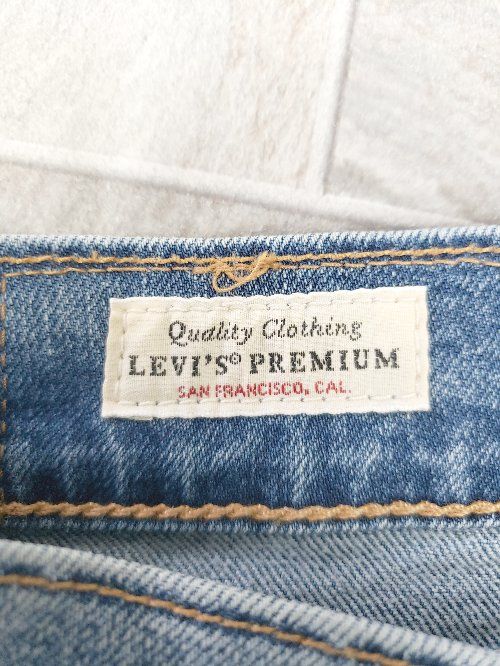 Quality Clothing
LEVI'S® PREMIUM
SAN FRANCISCO, CAL.